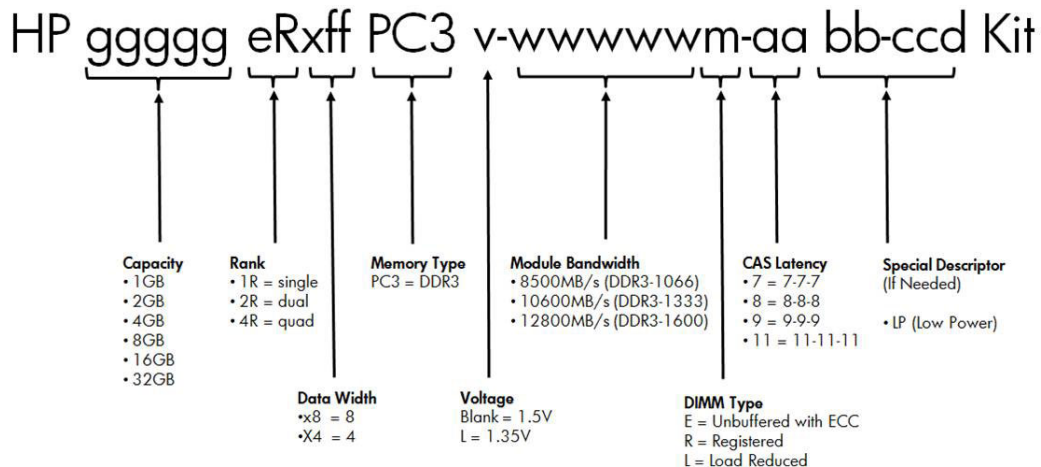 HP ggggg eRxff PC3 v-wwwwwm-aa bb-ccd Kit
Capacity
• 1GB
• 2GB
• 4GB
• 8GB
• 16GB
• 32GB
Rank
• 1R = single
• 2R = dual
• 4R = quad
Memory Type
PC3 = DDR3
Module Bandwidth
• 8500MB/s (DDR3-1066)
• 10600MB/s (DDR3-1333)
• 12800MB/s (DDR3-1600)
CAS Latency
• 7 = 7-7-7
• 8 = 8-8-8
• 9 = 9-9-9
• 11 = 11-11-11
Special Descriptor
(If Needed)
• LP (Low Power)
Data Width
•x8 = 8
•X4 = 4
Voltage
Blank = 1.5V
L = 1.35V
DIMM Type
E = Unbuffered with ECC
R = Registered
L = Load Reduced